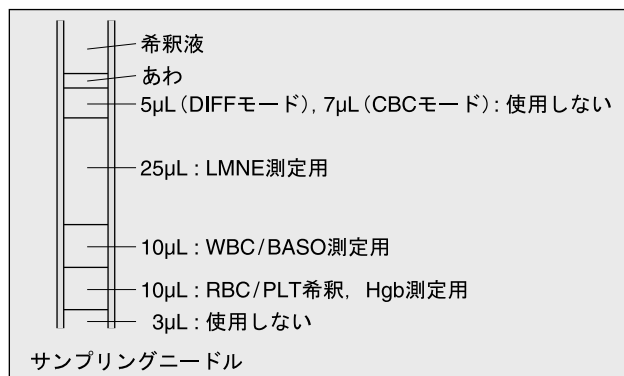 希釈液
あわ
5μL(DIFFモード),7μL(CBCモード):使用しない
25μL:LMNE測定用
10μL:WBC/BASO測定用
10μL:RBC/PLT希釈,Hgb測定用
3μL:使用しない
サンプリングニードル